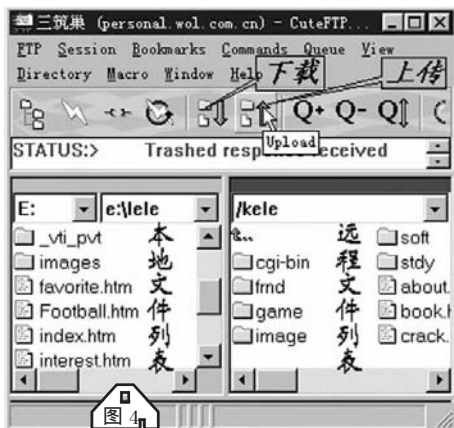 三筑巢 (personal.wol.com.cn) - CuteFTP...
FTP Session Bookmarks Commands Queue View
Directory Macro Window Help
下载
上传
Q+ Q-
Upload
STATUS:> Trashed response received
E: e:\lele
/kele
_vti_pvt
images
favorite.htm
Football.htm
index.htm
interest.htm
本地文件列表
cgi-bin
frnd
game
image
远程文件列表
soft
stdy
about.
book.h
crack.
图 4